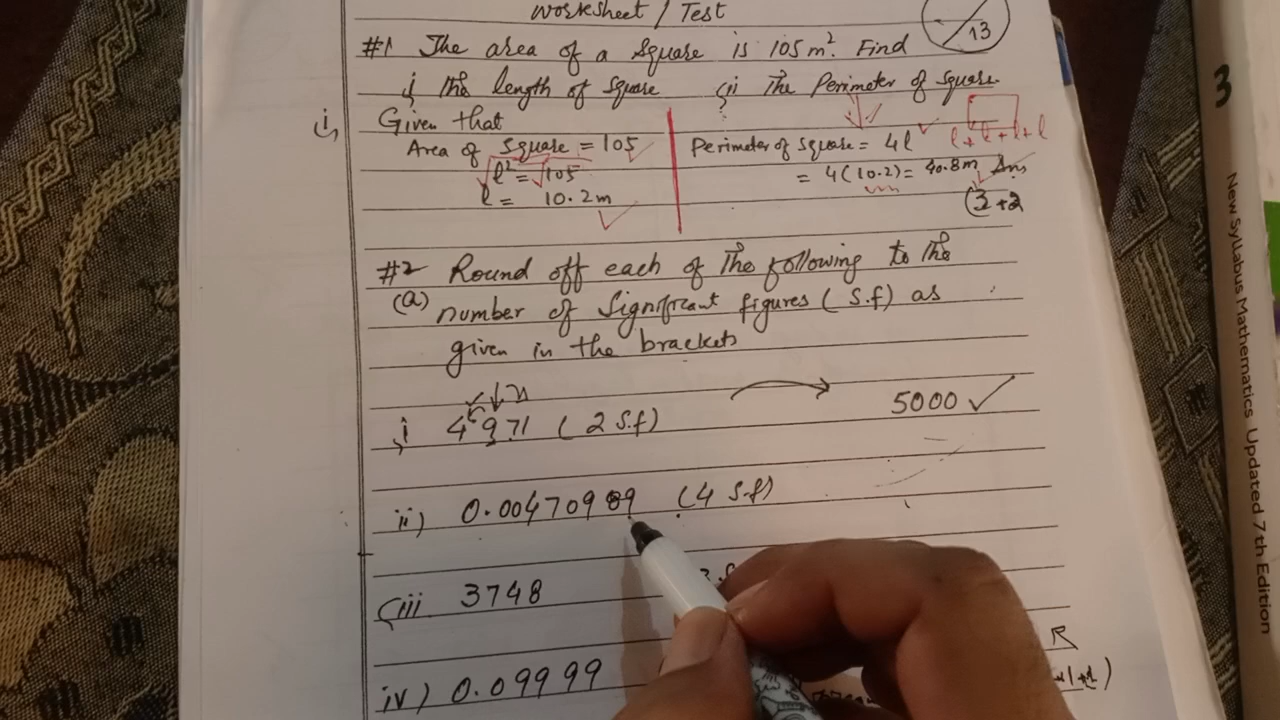 Worksheet / Test
13
#1 The area of a square is 105 m². Find
i, the length of square (ii The Perimeter of square
i, Given that
Area of square = 105
l² = √105
l = 10.2 m
Perimeter of square = 4l
l + l + l + l
= 4(10.2) = 40.8m Ans
(3+2
#2 Round off each of the following to the
(a) number of significant figures ( S.f) as
given in the brackets
i, 4971 ( 2 S.f) 5000 ✓
ii) 0.00470989 (4 S.f)
(iii 3748
iv) 0.09999
3
New Syllabus Mathematics Updated 7th Edition